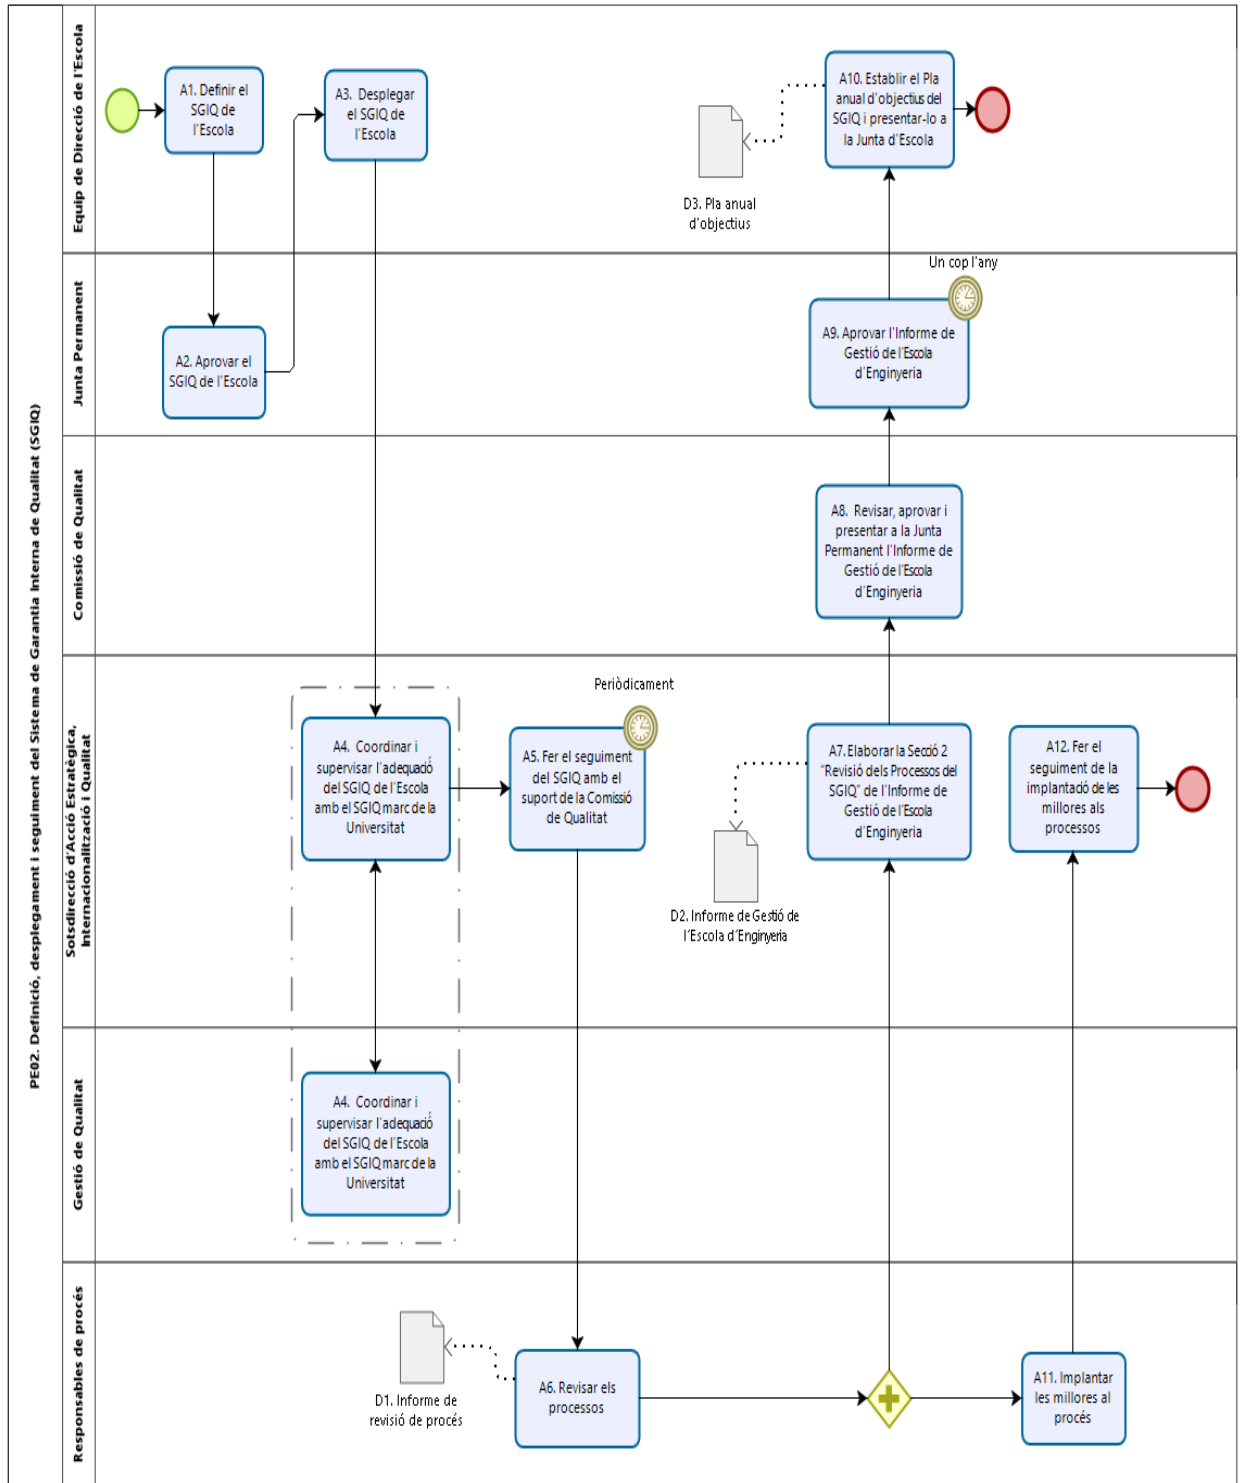 PE02. Definició, desplegament i seguiment del Sistema de Garantia Interna de Qualitat (SGIQ)
Equip de Direcció de l'Escola
A1. Definir el
SGIQ de
l'Escola
A3. Desplegar
el SGIQ de
l'Escola
A10. Establir el Pla
anual d'objectius del
SGIQ i presentar-lo a
la Junta d'Escola
D3. Pla anual
d'objectius
Junta Permanent
Un cop l'any
A2. Aprovar el
SGIQ de l'Escola
A9. Aprovar l'Informe de
Gestió de l'Escola
d'Enginyeria
Comissió de Qualitat
A8. Revisar, aprovar i
presentar a la Junta
Permanent l'Informe de
Gestió de l'Escola
d'Enginyeria
Sotsdirecció d'Acció Estratègica,
Internacionalització i Qualitat
Periòdicament
A4. Coordinar i
supervisar l'adequació
del SGIQ de l'Escola
amb el SGIQ marc de la
Universitat
A5. Fer el seguiment
del SGIQ amb el
suport de la Comissió
de Qualitat
A7. Elaborar la Secció 2
"Revisió dels Processos del
SGIQ" de l'Informe de
Gestió de l'Escola
d'Enginyeria
A12. Fer el
seguiment de la
implantació de les
millores als
processos
D2. Informe de Gestió de
l'Escola d'Enginyeria
Gestió de Qualitat
A4. Coordinar i
supervisar l'adequació
del SGIQ de l'Escola
amb el SGIQ marc de la
Universitat
Responsables de procés
D1. Informe de
revisió de procés
A6. Revisar els
processos
A11. Implantar
les millores al
procés